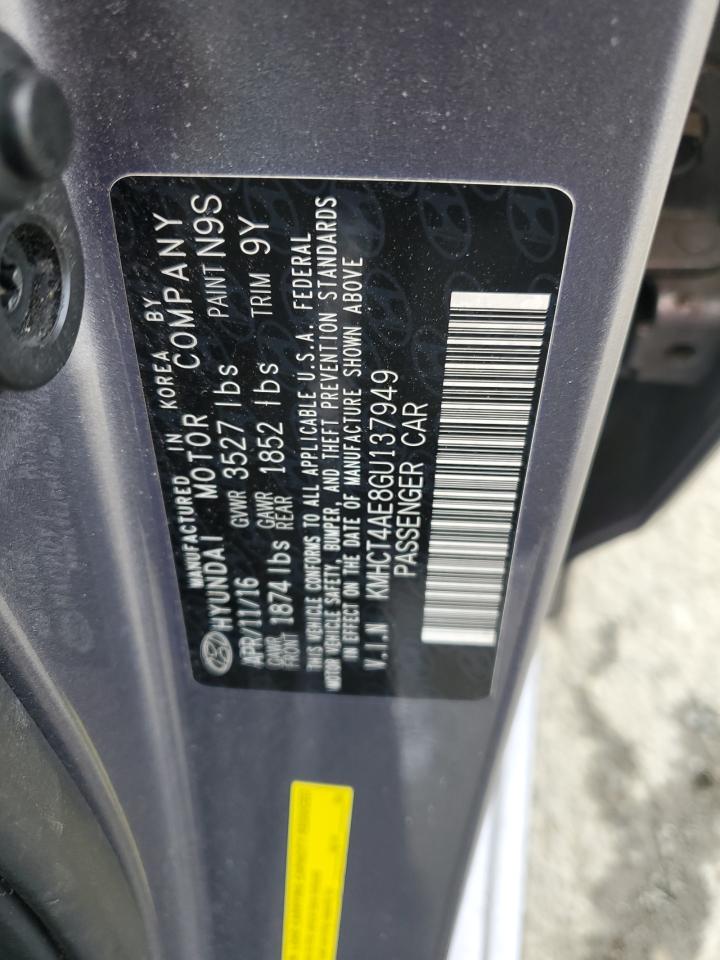 MANUFACTURED IN KOREA BY
HYUNDAI MOTOR COMPANY
APR/11/16 GVWR 3527 lbs PAINT N9S
GAWR FRONT 1874 lbs GAWR REAR 1852 lbs TRIM 9Y
THIS VEHICLE CONFORMS TO ALL APPLICABLE U.S.A. FEDERAL
MOTOR VEHICLE SAFETY, BUMPER, AND THEFT PREVENTION STANDARDS
IN EFFECT ON THE DATE OF MANUFACTURE SHOWN ABOVE
V.I.N KMHCT4AE8GU137949
PASSENGER CAR